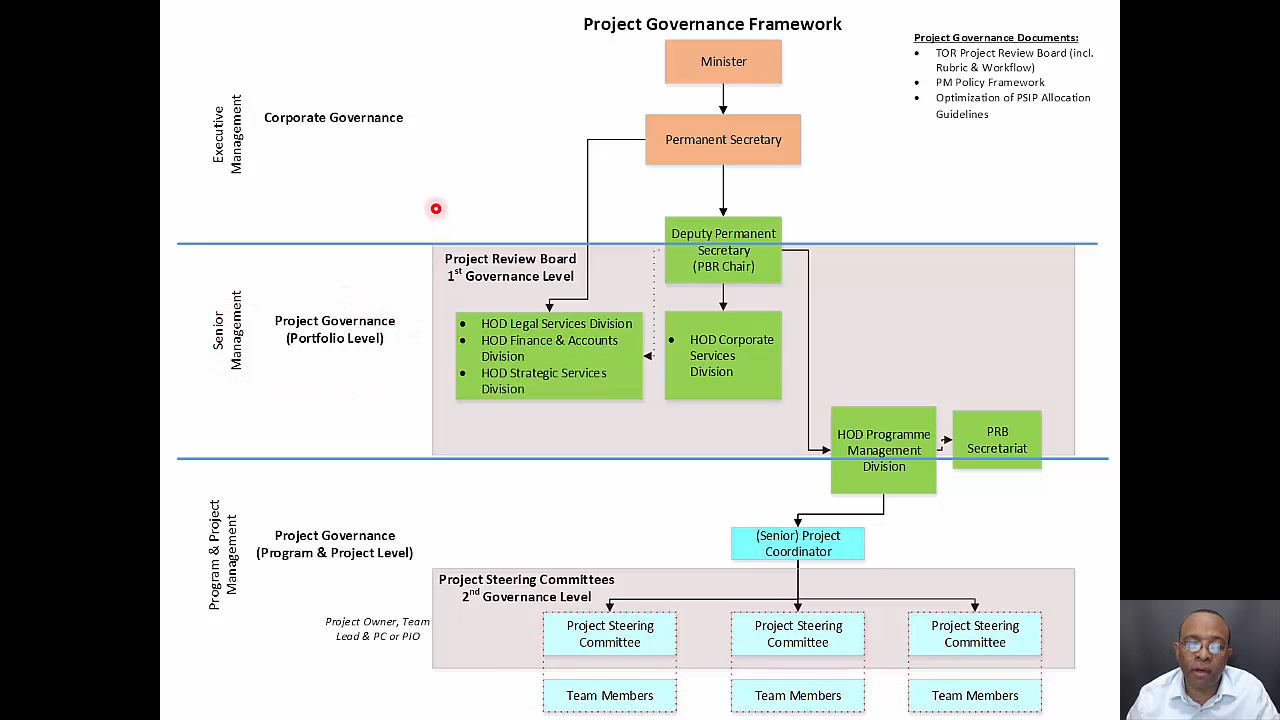 Project Governance Framework
Project Governance Documents:
• TOR Project Review Board (incl.
Rubric & Workflow)
• PM Policy Framework
• Optimization of PSIP Allocation
Guidelines
Minister
Executive
Management
Corporate Governance
Permanent Secretary
Deputy Permanent
Secretary
(PBR Chair)
Project Review Board
1st Governance Level
Senior
Management
Project Governance
(Portfolio Level)
• HOD Legal Services Division
• HOD Finance & Accounts
Division
• HOD Strategic Services
Division
• HOD Corporate
Services
Division
HOD Programme
Management
Division
PRB
Secretariat
Program & Project
Management
Project Governance
(Program & Project Level)
(Senior) Project
Coordinator
Project Steering Committees
2nd Governance Level
Project Owner, Team
Lead & PC or PIO
Project Steering
Committee
Project Steering
Committee
Project Steering
Committee
Team Members
Team Members
Team Members